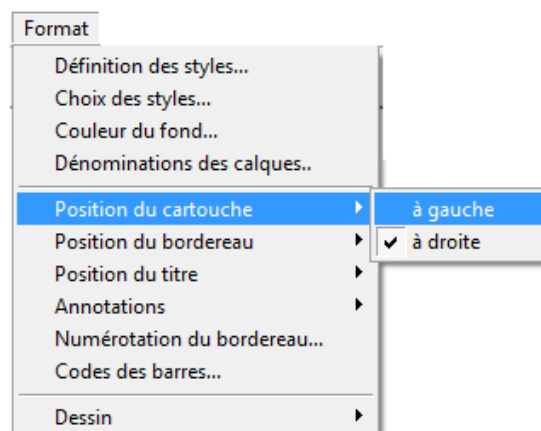 Format
Définition des styles...
Choix des styles...
Couleur du fond...
Dénominations des calques..
Position du cartouche
à gauche
Position du bordereau
à droite
Position du titre
Annotations
Numérotation du bordereau...
Codes des barres...
Dessin